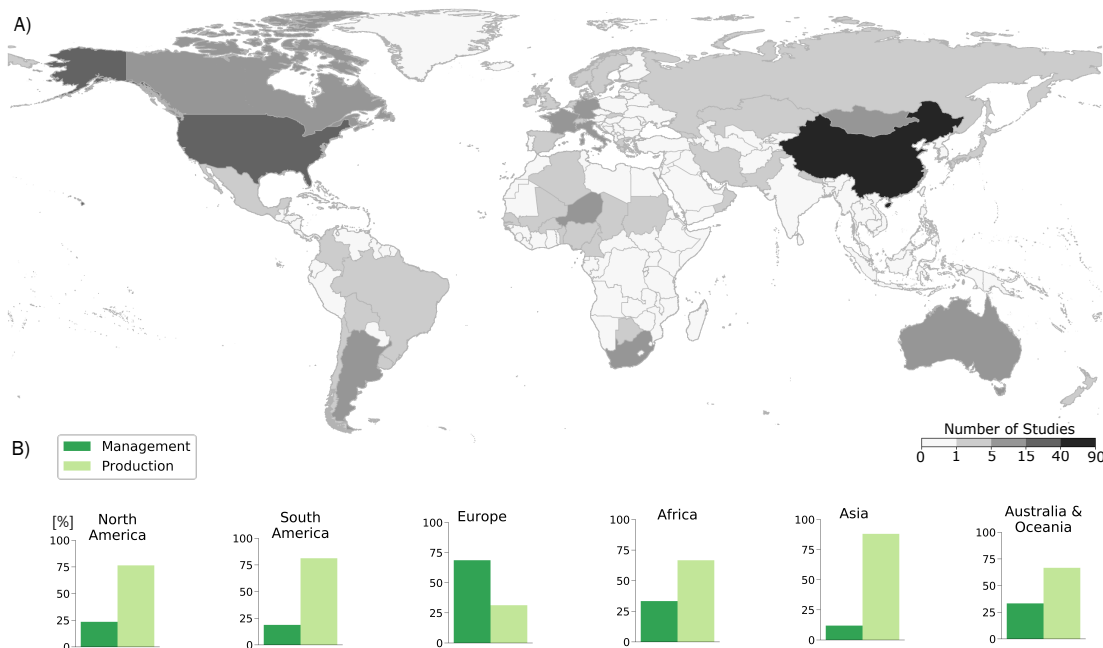 A)
Number of Studies
0 1 5 15 40 90
B)
Management
Production
[%]
North
America
100
75
50
25
0
South
America
100
75
50
25
0
Europe
100
75
50
25
0
Africa
100
75
50
25
0
Asia
100
75
50
25
0
Australia &
Oceania
100
75
50
25
0